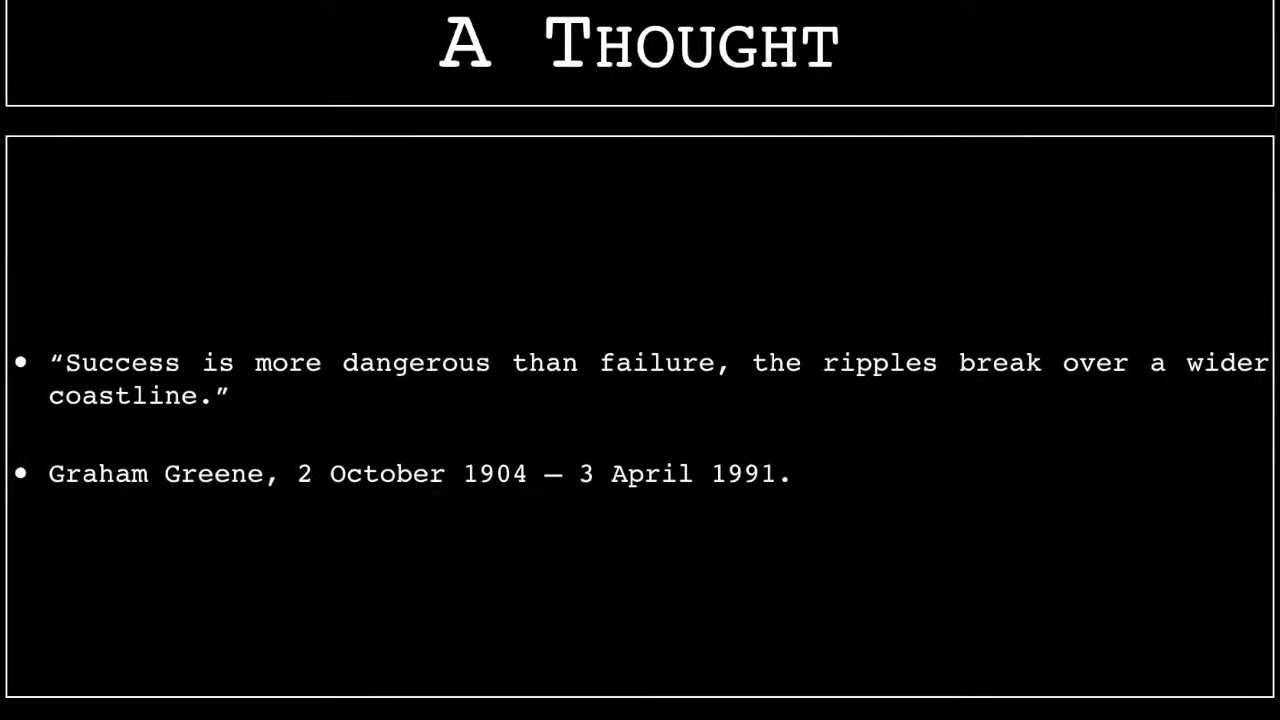 A THOUGHT
• “Success is more dangerous than failure, the ripples break over a wider
coastline.”
• Graham Greene, 2 October 1904 – 3 April 1991.